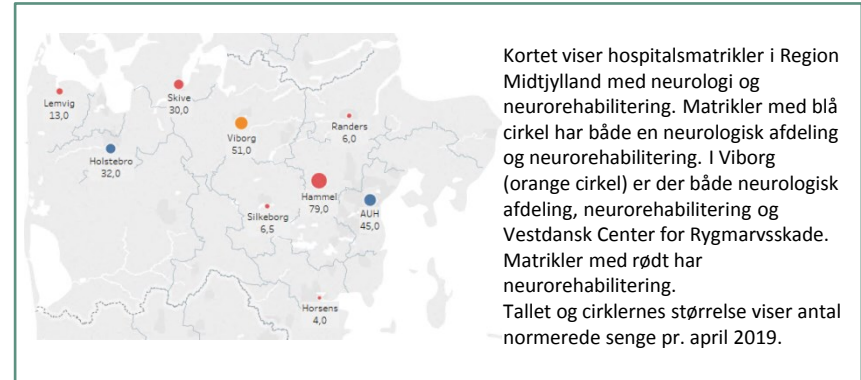 Lemvig
13,0
Skive
30,0
Holstebro
32,0
Viborg
51,0
Randers
6,0
Hammel
79,0
Silkeborg
6,5
AUH
45,0
Horsens
4,0
Kortet viser hospitalsmatrikler i Region
Midtjylland med neurologi og
neurorehabilitering. Matrikler med blå
cirkel har både en neurologisk afdeling
og neurorehabilitering. I Viborg
(orange cirkel) er der både neurologisk
afdeling, neurorehabilitering og
Vestdansk Center for Rygmarvsskade.
Matrikler med rødt har
neurorehabilitering.
Tallet og cirklernes størrelse viser antal
normerede senge pr. april 2019.